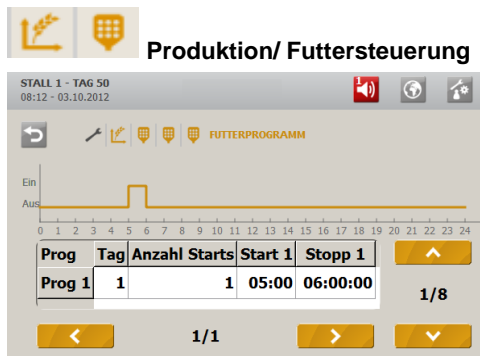 Produktion/ Futtersteuerung
STALL 1 - TAG 50
08:12 - 03.10.2012
1
FUTTERPROGRAMM
Ein
Aus
0 1 2 3 4 5 6 7 8 9 10 11 12 13 14 15 16 17 18 19 20 21 22 23 24
Prog Tag Anzahl Starts Start 1 Stopp 1
Prog 1 1 1 05:00 06:00:00
1/8
1/1